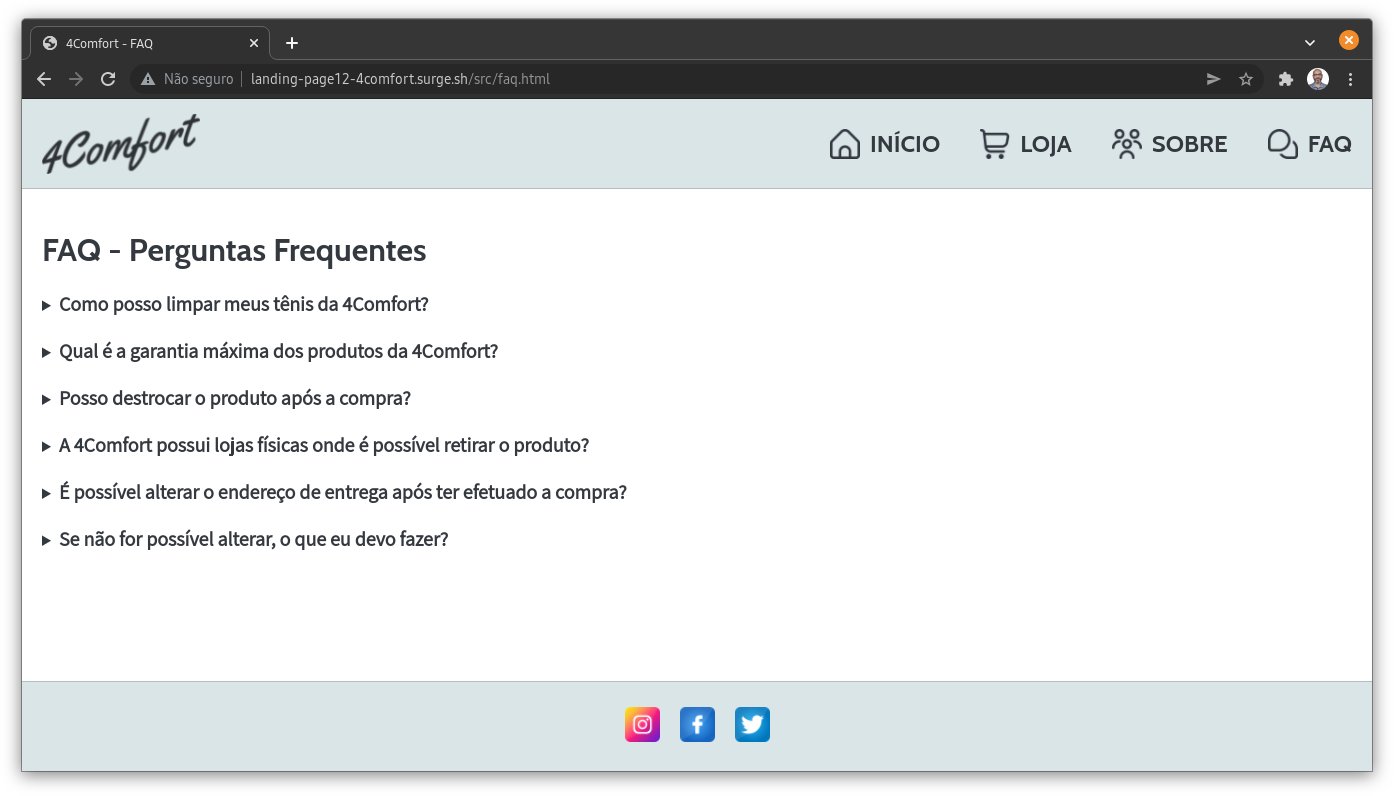 4Comfort - FAQ
Não seguro landing-page12-4comfort.surge.sh/src/faq.html
4Comfort
INÍCIO LOJA SOBRE FAQ
FAQ - Perguntas Frequentes
Como posso limpar meus tênis da 4Comfort?
Qual é a garantia máxima dos produtos da 4Comfort?
Posso destrocar o produto após a compra?
A 4Comfort possui lojas físicas onde é possível retirar o produto?
É possível alterar o endereço de entrega após ter efetuado a compra?
Se não for possível alterar, o que eu devo fazer?